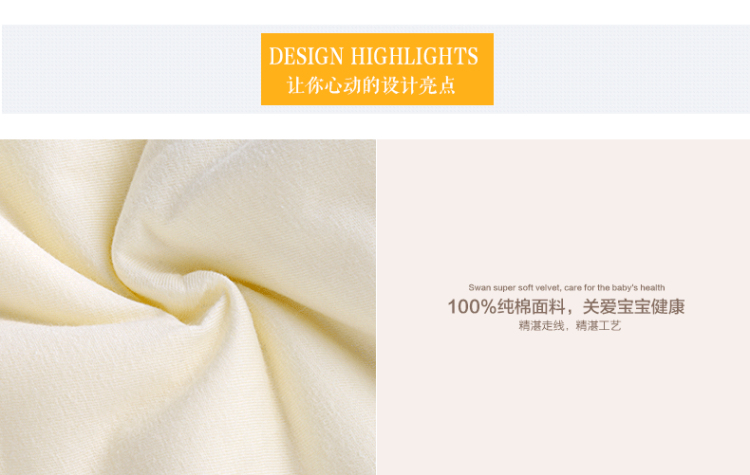 DESIGN HIGHLIGHTS
让你心动的设计亮点
Swan super soft velvet, care for the baby's health
100%纯棉面料，关爱宝宝健康
精湛走线，精湛工艺